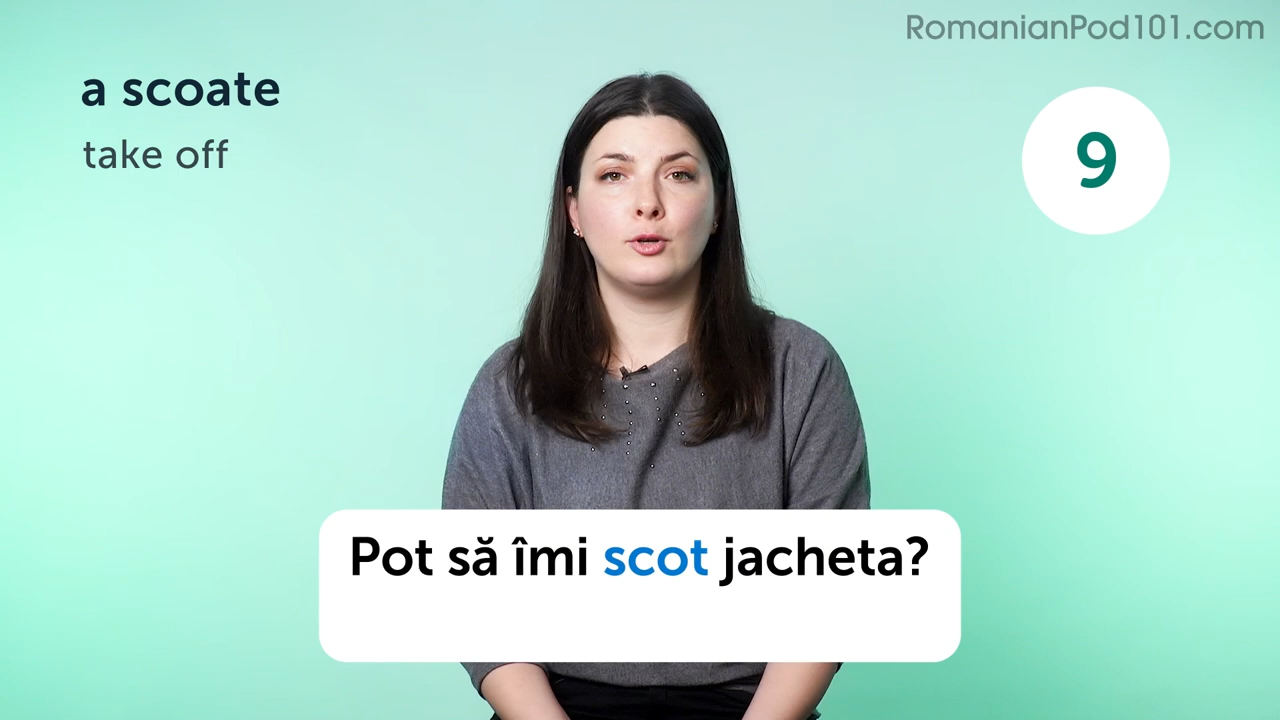 RomanianPod101.com
a scoate
take off
9
Pot să îmi scot jacheta?